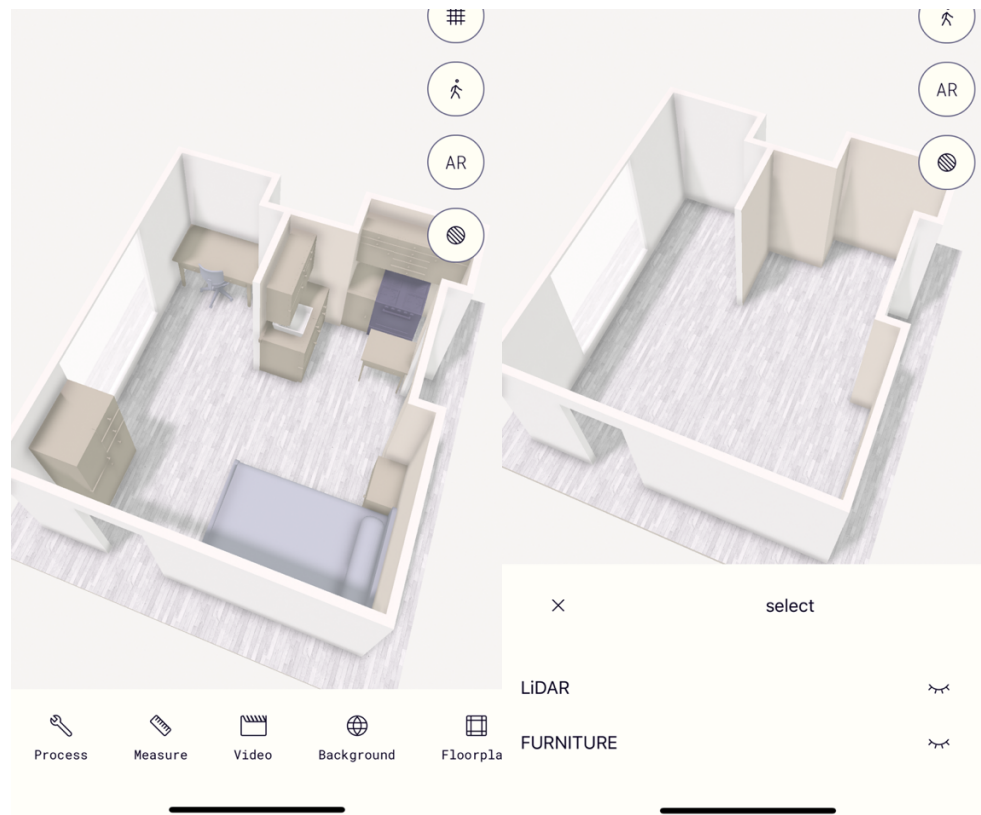 AR
Process
Measure
Video
Background
Floorpla
AR
select
LiDAR
FURNITURE